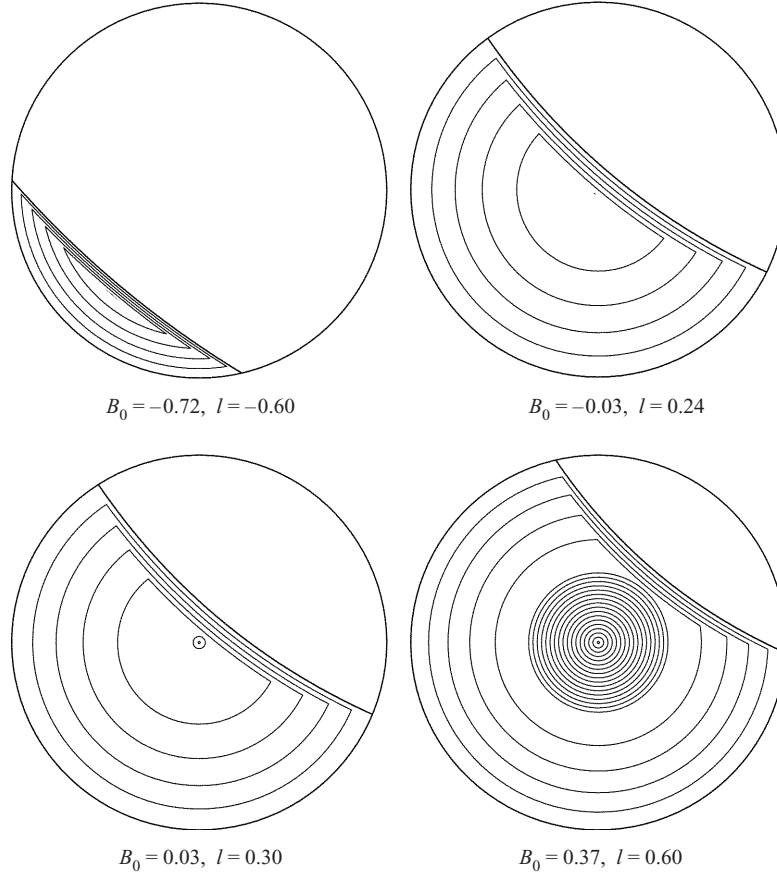 B₀ = −0.72, l = −0.60
B₀ = −0.03, l = 0.24
B₀ = 0.03, l = 0.30
B₀ = 0.37, l = 0.60